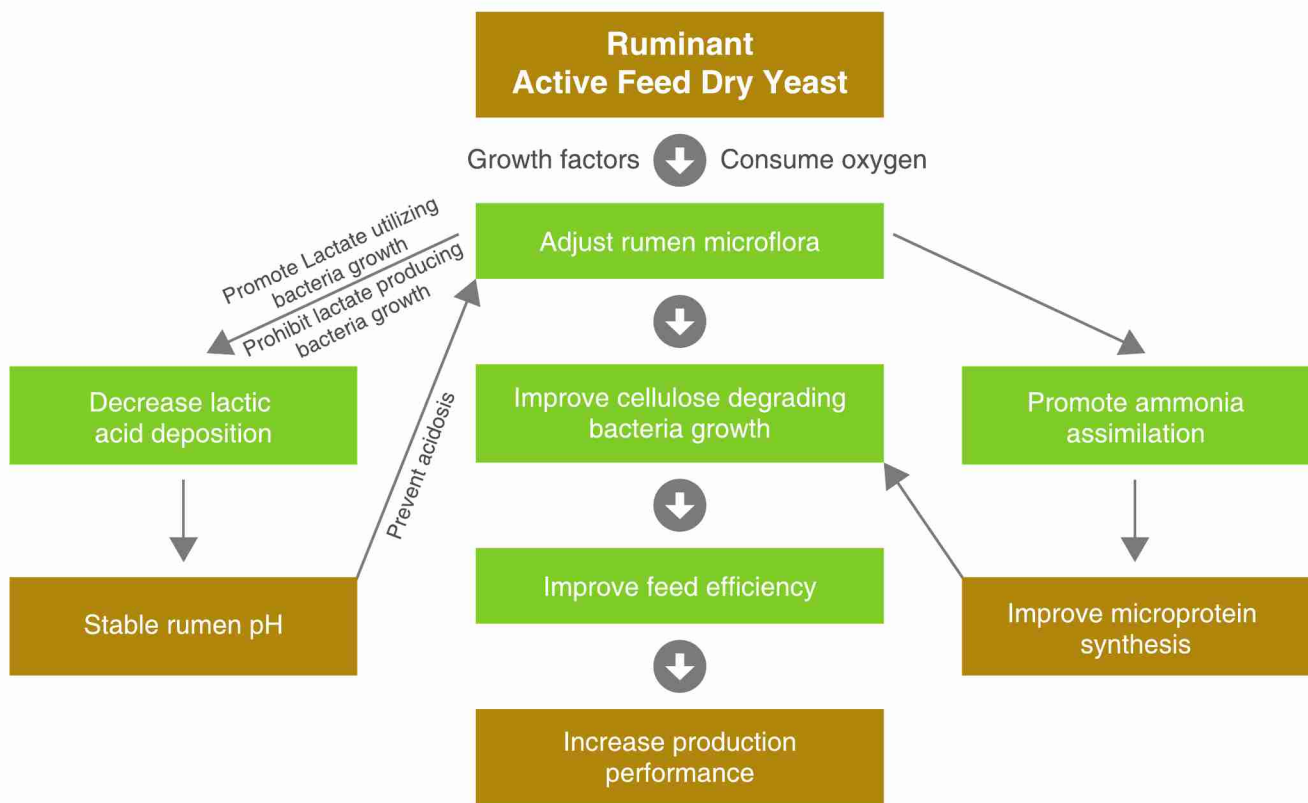 Ruminant
Active Feed Dry Yeast
Growth factors
Consume oxygen
Adjust rumen microflora
Promote Lactate utilizing
bacteria growth
Prohibit lactate producing
bacteria growth
Decrease lactic
acid deposition
Prevent acidosis
Improve cellulose degrading
bacteria growth
Promote ammonia
assimilation
Stable rumen pH
Improve feed efficiency
Improve microprotein
synthesis
Increase production
performance